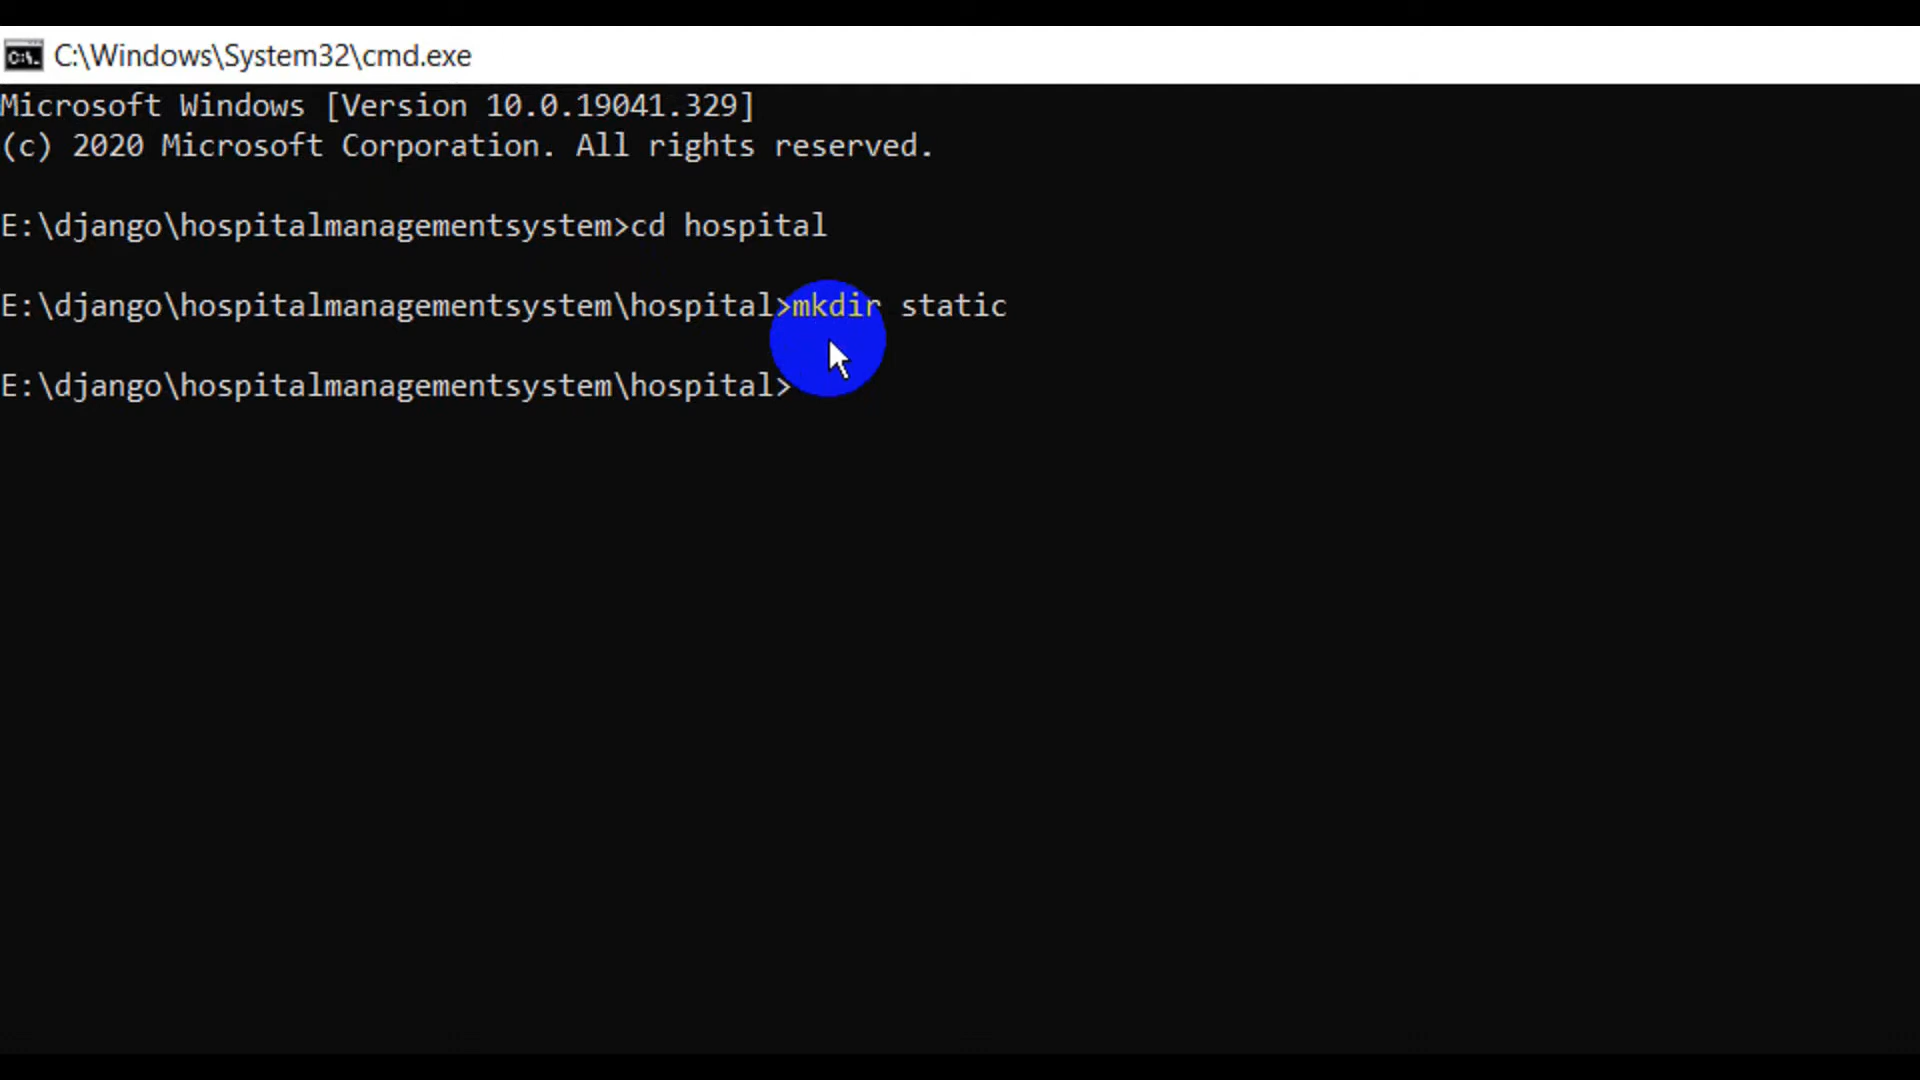 C:\Windows\System32\cmd.exe
Microsoft Windows [Version 10.0.19041.329]
(c) 2020 Microsoft Corporation. All rights reserved.
E:\django\hospitalmanagementsystem>cd hospital
E:\django\hospitalmanagementsystem\hospital>mkdir static
E:\django\hospitalmanagementsystem\hospital>